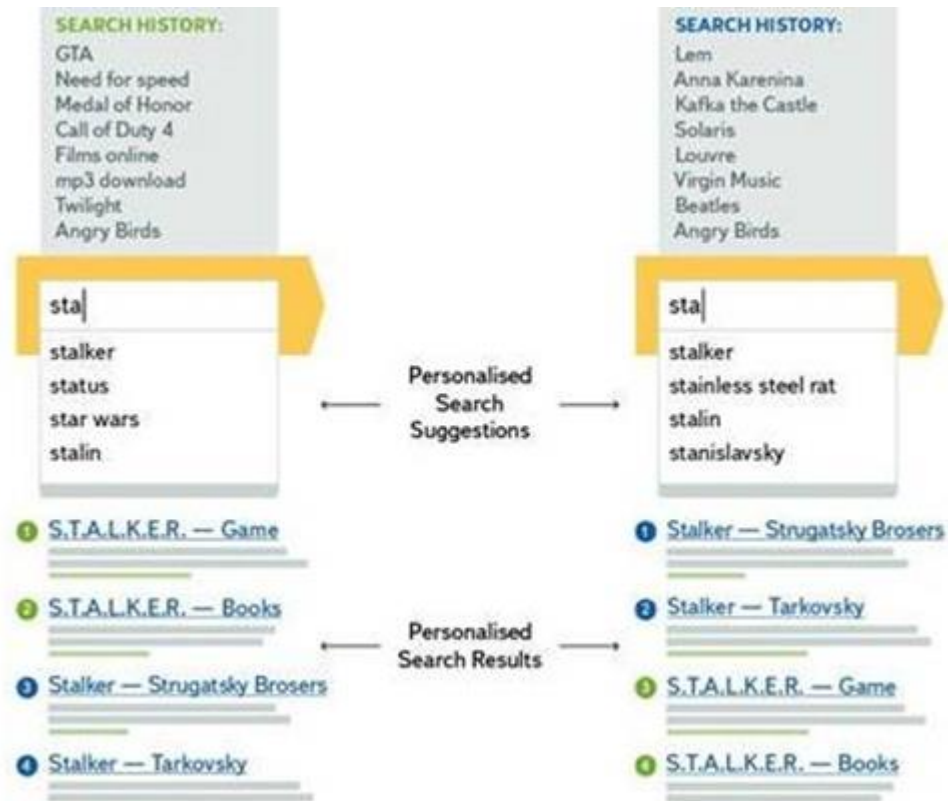 SEARCH HISTORY:
GTA
Need for speed
Medal of Honor
Call of Duty 4
Films online
mp3 download
Twilight
Angry Birds
sta
stalker
status
star wars
stalin
1 S.T.A.L.K.E.R. — Game
2 S.T.A.L.K.E.R. — Books
3 Stalker — Strugatsky Brosers
4 Stalker — Tarkovsky
Personalised
Search
Suggestions
Personalised
Search Results
SEARCH HISTORY:
Lem
Anna Karenina
Kafka the Castle
Solaris
Louvre
Virgin Music
Beatles
Angry Birds
sta
stalker
stainless steel rat
stalin
stanislavsky
1 Stalker — Strugatsky Brosers
2 Stalker — Tarkovsky
3 S.T.A.L.K.E.R. — Game
4 S.T.A.L.K.E.R. — Books